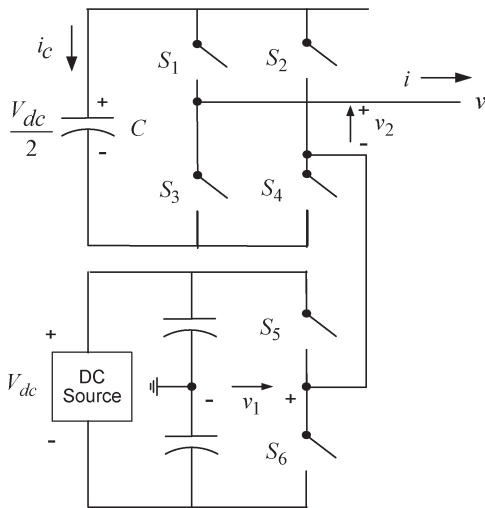 i_c
S_1
S_2
i
V_dc/2
+
C
-
+
v_2
-
v
S_3
S_4
S_5
+
V_dc
DC
Source
-
v_1
+
-
S_6